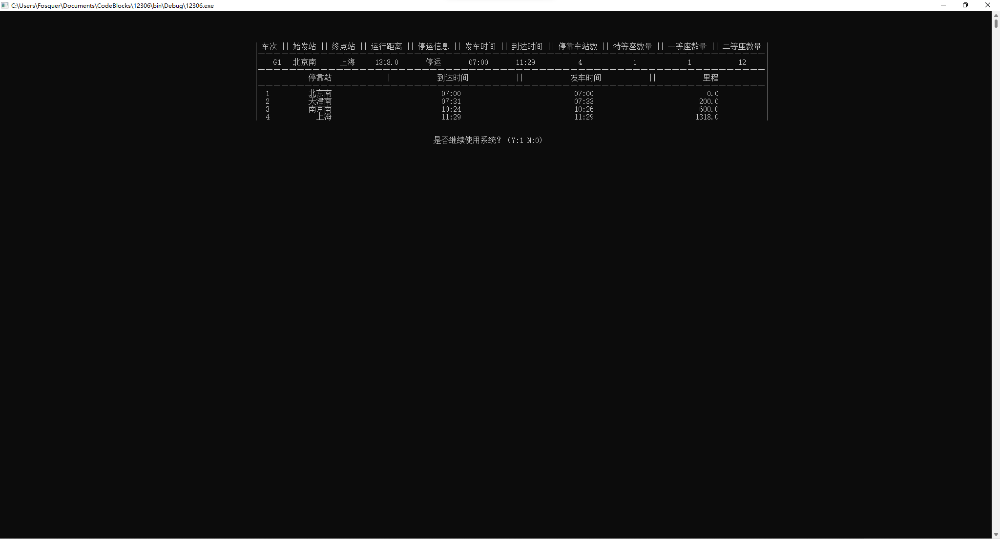 C:\Users\Fosquer\Documents\CodeBlocks\12306\bin\Debug\12306.exe
| 车次 || 始发站 || 终点站 || 运行距离 || 停运信息 || 发车时间 || 到达时间 || 停靠车站数 || 特等座数量 || 一等座数量 || 二等座数量 |
G1 北京南 上海 1318.0 停运 07:00 11:29 4 1 1 12
停靠站 || 到达时间 || 发车时间 || 里程
1 北京南 07:00 07:00 0.0
2 天津南 07:31 07:33 200.0
3 南京南 10:24 10:26 600.0
4 上海 11:29 11:29 1318.0
是否继续使用系统? (Y:1 N:0)